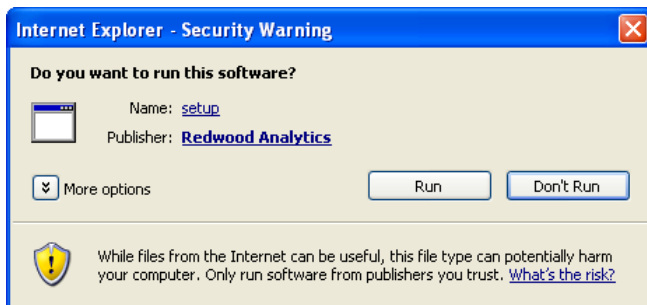 Internet Explorer - Security Warning
Do you want to run this software?
Name: setup
Publisher: Redwood Analytics
More options
Run
Don't Run
While files from the Internet can be useful, this file type can potentially harm
your computer. Only run software from publishers you trust. What's the risk?